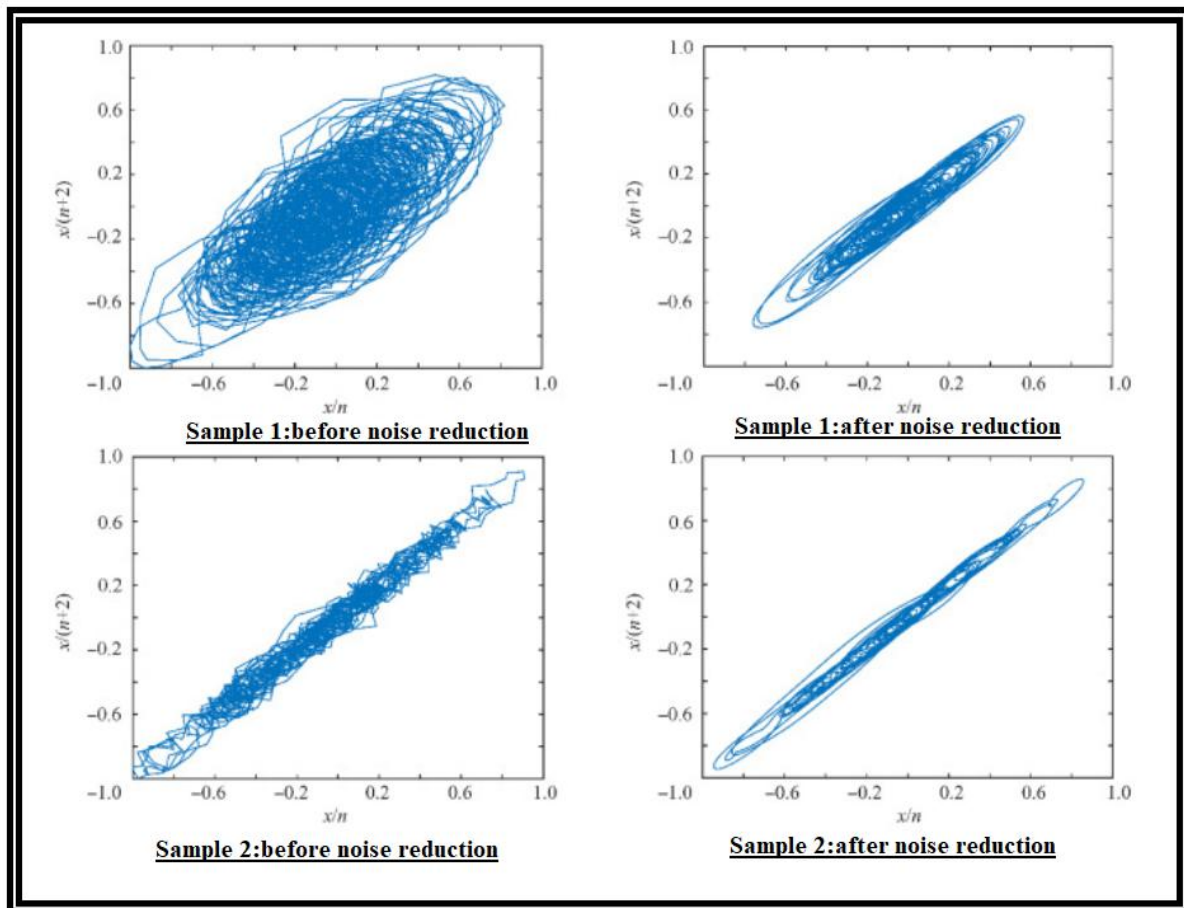 1.0
0.6
0.2
−0.2
−0.6
−1.0 −0.6 −0.2 0.2 0.6 1.0
x/(n+2)
x/n
Sample 1:before noise reduction
1.0
0.6
0.2
−0.2
−0.6
−1.0 −0.6 −0.2 0.2 0.6 1.0
x/(n+2)
x/n
Sample 1:after noise reduction
1.0
0.6
0.2
−0.2
−0.6
−1.0 −0.6 −0.2 0.2 0.6 1.0
x/(n+2)
x/n
Sample 2:before noise reduction
1.0
0.6
0.2
−0.2
−0.6
−1.0 −0.6 −0.2 0.2 0.6 1.0
x/(n+2)
x/n
Sample 2:after noise reduction